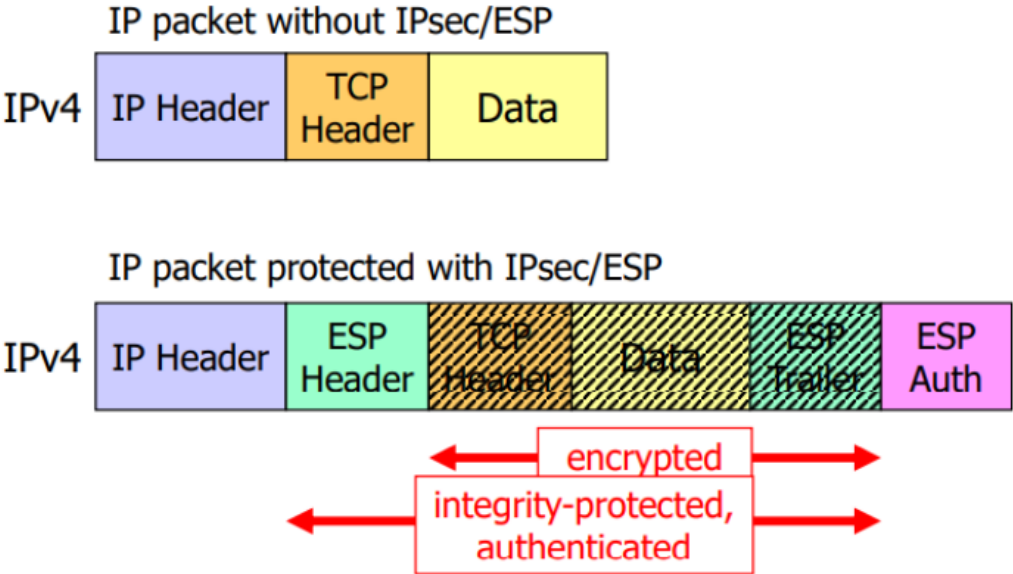 IP packet without IPsec/ESP
IPv4 IP Header TCP Header Data
IP packet protected with IPsec/ESP
IPv4 IP Header ESP Header TCP Header Data ESP Trailer ESP Auth
encrypted
integrity-protected,
authenticated